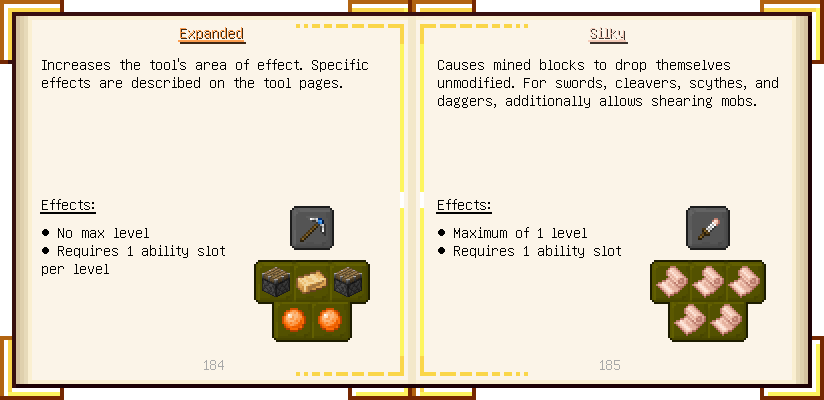 Expanded
Increases the tool's area of effect. Specific
effects are described on the tool pages.
Effects:
● No max level
● Requires 1 ability slot
per level
184
Silky
Causes mined blocks to drop themselves
unmodified. For swords, cleavers, scythes, and
daggers, additionally allows shearing mobs.
Effects:
● Maximum of 1 level
● Requires 1 ability slot
185